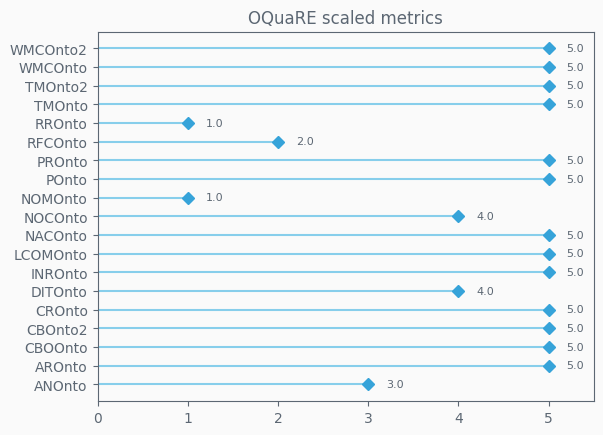 OQuaRE scaled metrics
WMCOnto2 5.0
WMCOnto 5.0
TMOnto2 5.0
TMOnto 5.0
RROnto 1.0
RFCOnto 2.0
PROnto 5.0
POnto 5.0
NOMOnto 1.0
NOCOnto 4.0
NACOnto 5.0
LCOMOnto 5.0
INROnto 5.0
DITOnto 4.0
CROnto 5.0
CBOnto2 5.0
CBOOnto 5.0
AROnto 5.0
ANOnto 3.0
0 1 2 3 4 5